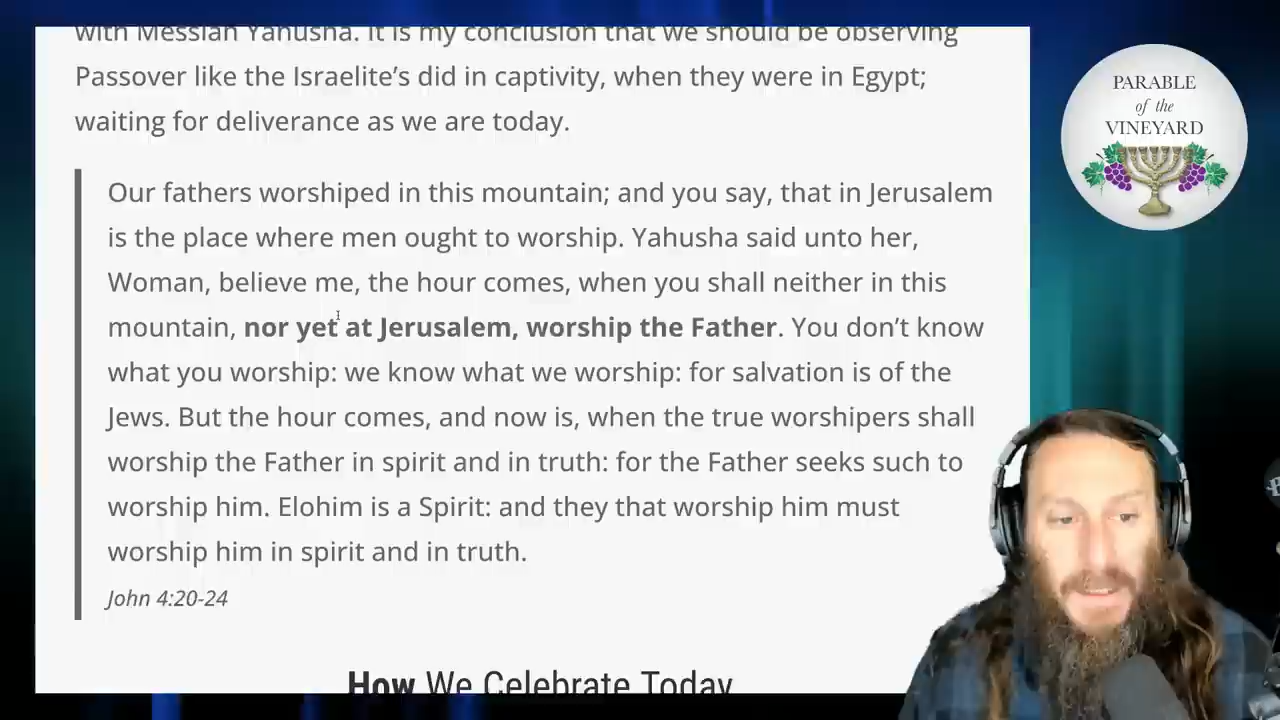 with Messiah Yahusha. It is my conclusion that we should be observing
Passover like the Israelite’s did in captivity, when they were in Egypt;
waiting for deliverance as we are today.
Our fathers worshiped in this mountain; and you say, that in Jerusalem
is the place where men ought to worship. Yahusha said unto her,
Woman, believe me, the hour comes, when you shall neither in this
mountain, nor yet at Jerusalem, worship the Father. You don’t know
what you worship: we know what we worship: for salvation is of the
Jews. But the hour comes, and now is, when the true worshipers shall
worship the Father in spirit and in truth: for the Father seeks such to
worship him. Elohim is a Spirit: and they that worship him must
worship him in spirit and in truth.
John 4:20-24
How We Celebrate Today
PARABLE
of the
VINEYARD